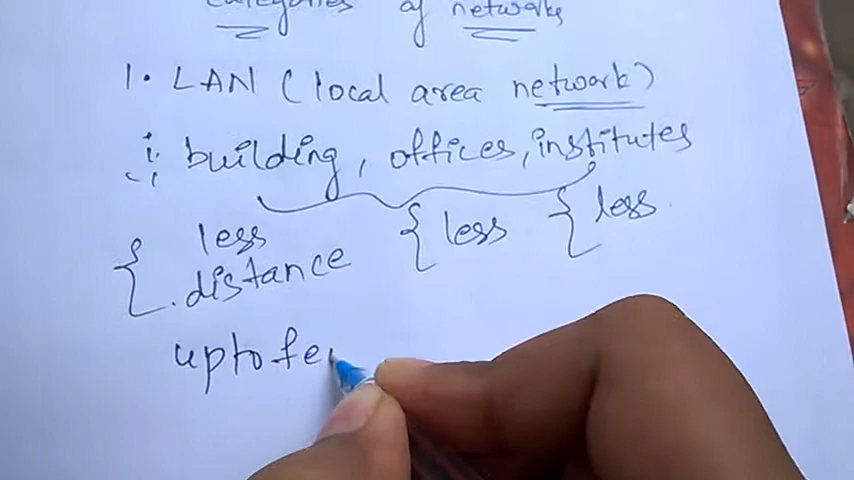 categories of networks
1. LAN (local area network)
building, offices, institutes
less { less { less
{ distance
upto fe